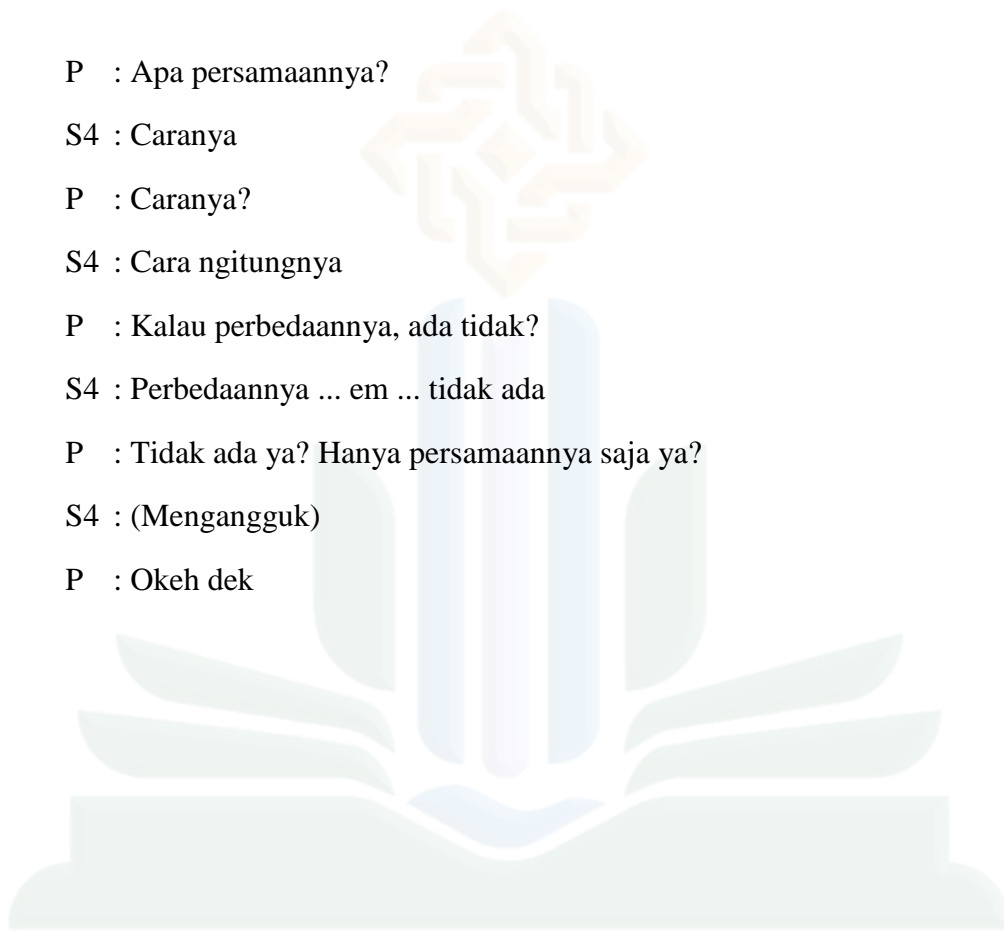 P : Apa persamaannya?
S4 : Caranya
P : Caranya?
S4 : Cara ngitungnya
P : Kalau perbedaannya, ada tidak?
S4 : Perbedaannya ... em ... tidak ada
P : Tidak ada ya? Hanya persamaannya saja ya?
S4 : (Mengangguk)
P : Okeh dek